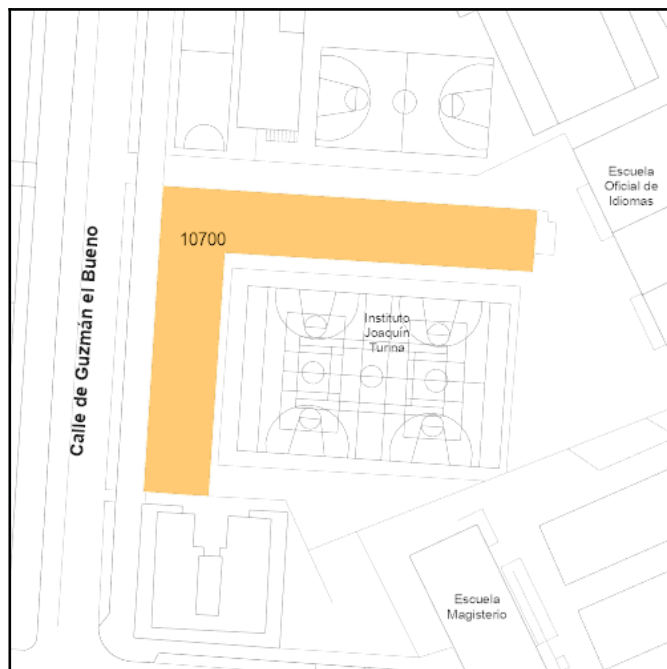 Escuela
Oficial de
Idiomas
10700
Calle de Guzmán el Bueno
Instituto
Joaquín
Turina
Escuela
Magisterio